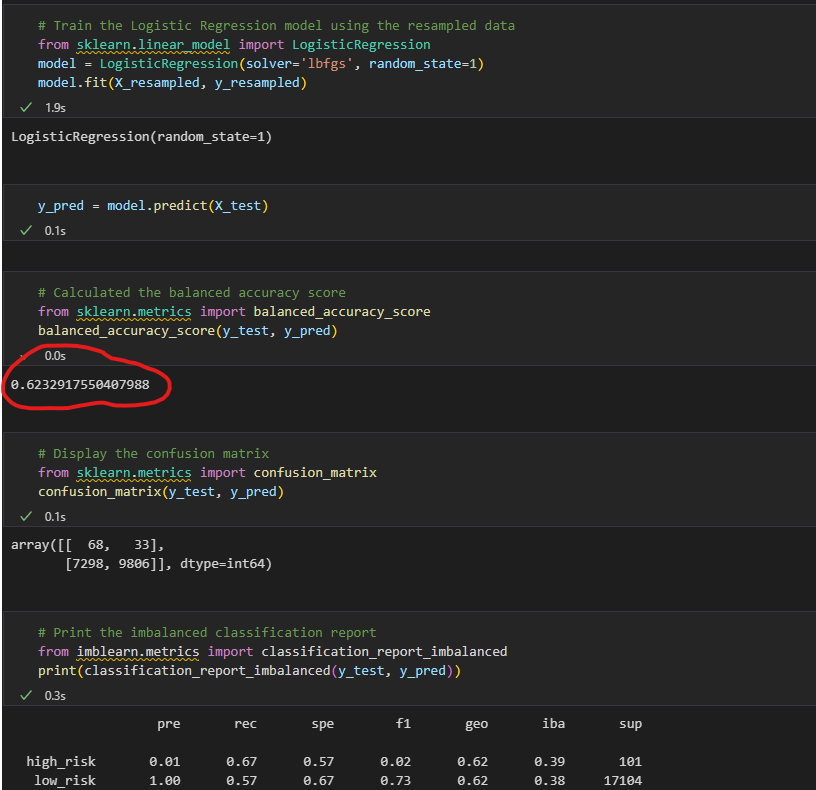 # Train the Logistic Regression model using the resampled data
from sklearn.linear_model import LogisticRegression
model = LogisticRegression(solver='lbfgs', random_state=1)
model.fit(X_resampled, y_resampled)
1.9s
LogisticRegression(random_state=1)
y_pred = model.predict(X_test)
0.1s
# Calculated the balanced accuracy score
from sklearn.metrics import balanced_accuracy_score
balanced_accuracy_score(y_test, y_pred)
0.0s
0.6232917550407988
# Display the confusion matrix
from sklearn.metrics import confusion_matrix
confusion_matrix(y_test, y_pred)
0.1s
array([[  68,   33],
       [7298, 9806]], dtype=int64)
# Print the imbalanced classification report
from imblearn.metrics import classification_report_imbalanced
print(classification_report_imbalanced(y_test, y_pred))
0.3s
pre rec spe f1 geo iba sup
high_risk 0.01 0.67 0.57 0.02 0.62 0.39 101
low_risk 1.00 0.57 0.67 0.73 0.62 0.38 17104